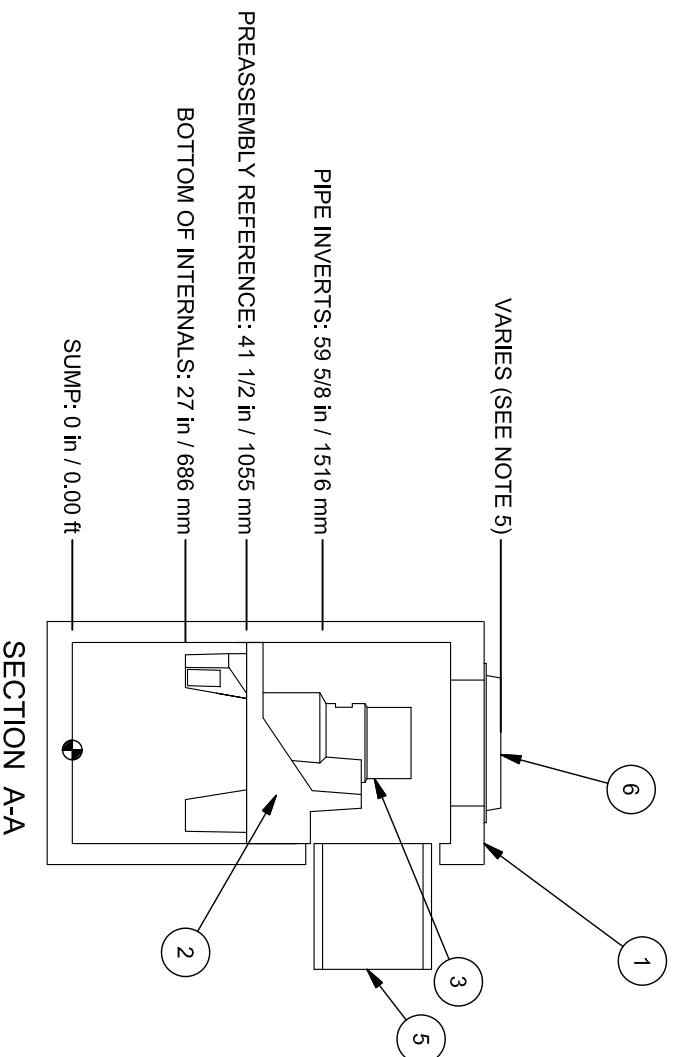 VARIES (SEE NOTE 5)
PIPE INVERTS: 59 5/8 in / 1516 mm
PREASSEMBLY REFERENCE: 41 1/2 in / 1055 mm
BOTTOM OF INTERNALS: 27 in / 686 mm
SUMP: 0 in / 0.00 ft
6
1
3
5
2
SECTION A-A